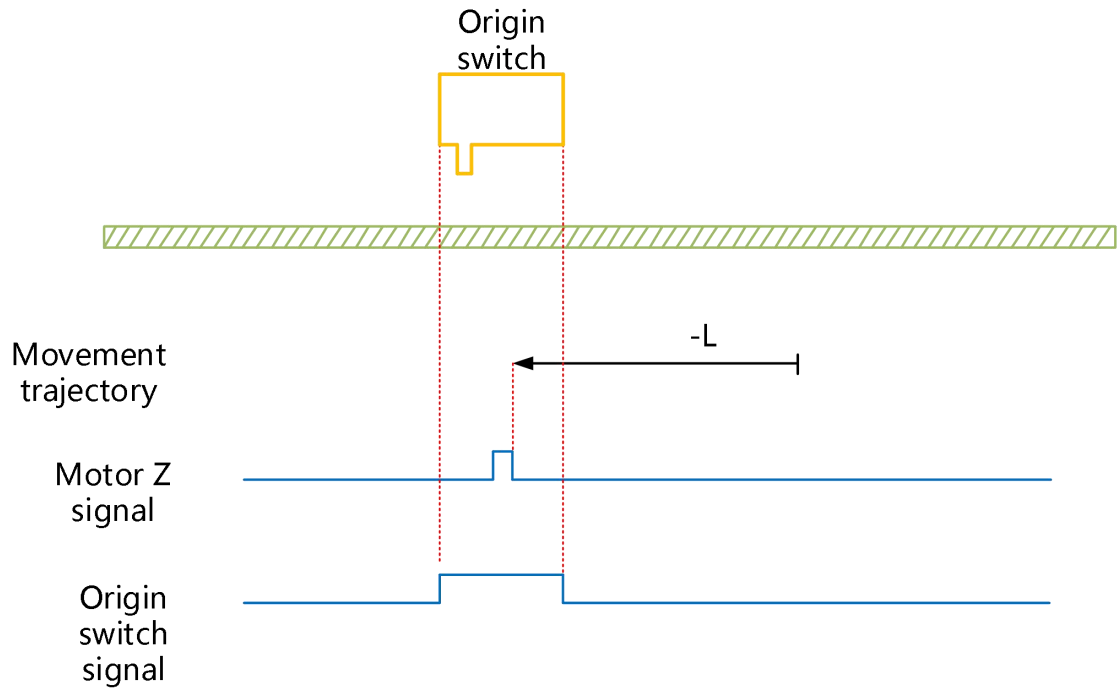 Origin
switch
-L
Movement
trajectory
Motor Z
signal
Origin
switch
signal